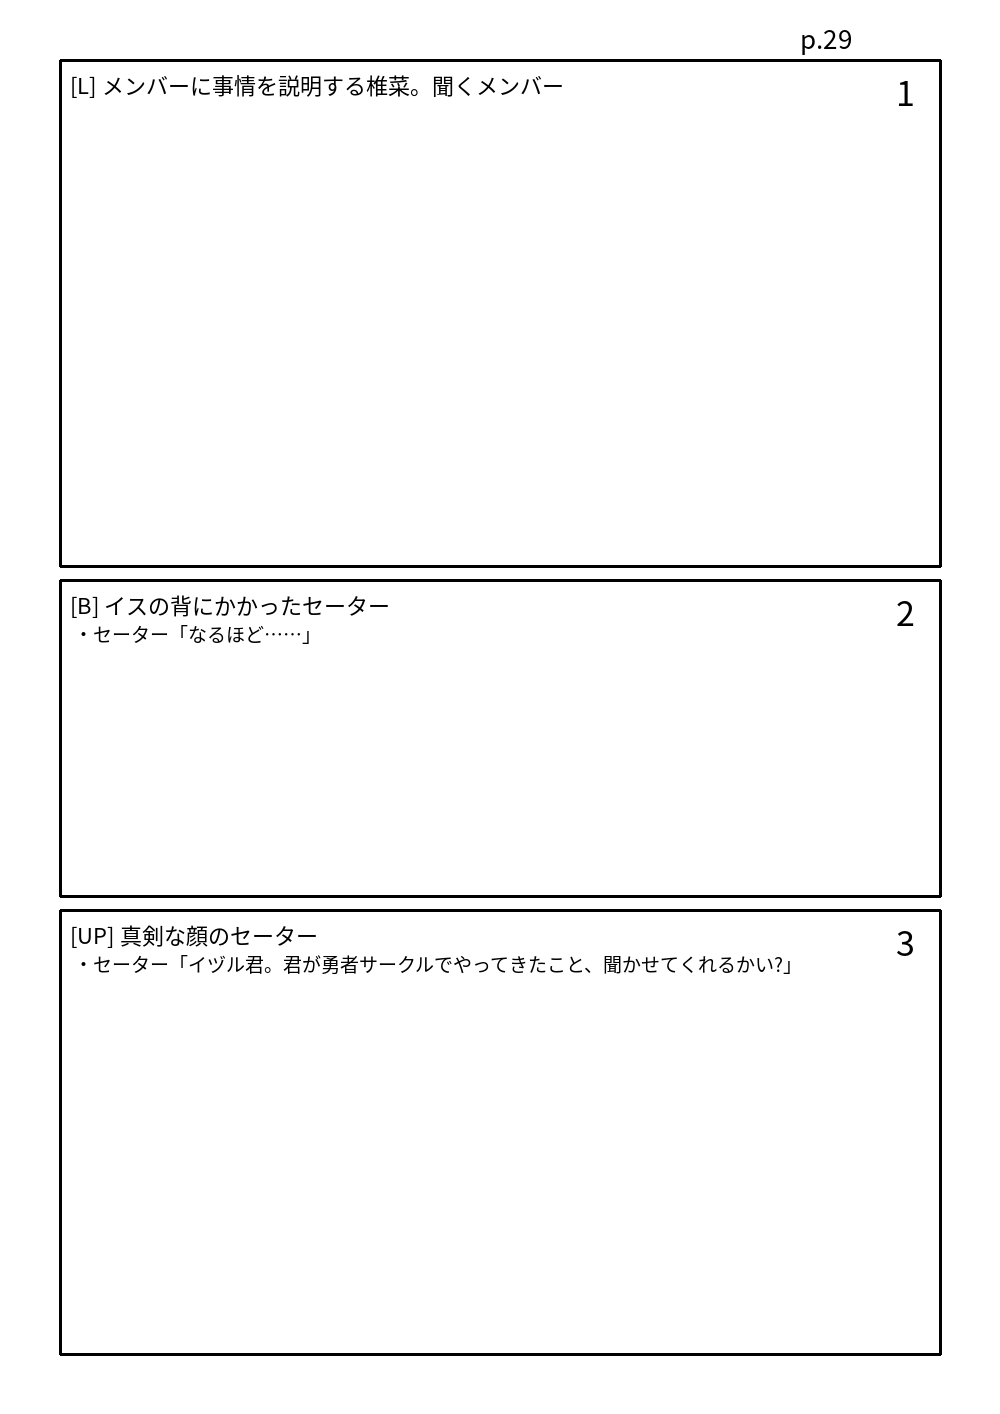 p.29
[L] メンバーに事情を説明する椎菜。聞くメンバー
1
[B] イスの背にかかったセーター
2
・セーター「なるほど……」
[UP] 真剣な顔のセーター
3
・セーター「イヅル君。君が勇者サークルでやってきたこと、聞かせてくれるかい?」